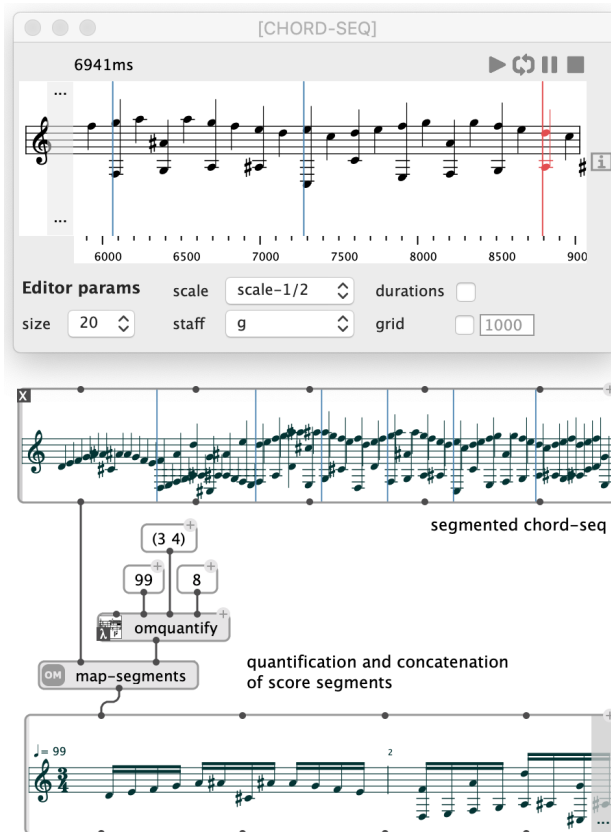 [CHORD-SEQ]
6941ms
...
i
...
6000 6500 7000 7500 8000 8500 900
Editor params scale scale-1/2 durations
size 20 staff g grid 1000
X
+
segmented chord-seq
(3 4) +
99 + 8 +
λ omquantify +
OM map-segments
quantification and concatenation
of score segments
+
♩= 99
2
3
4
...